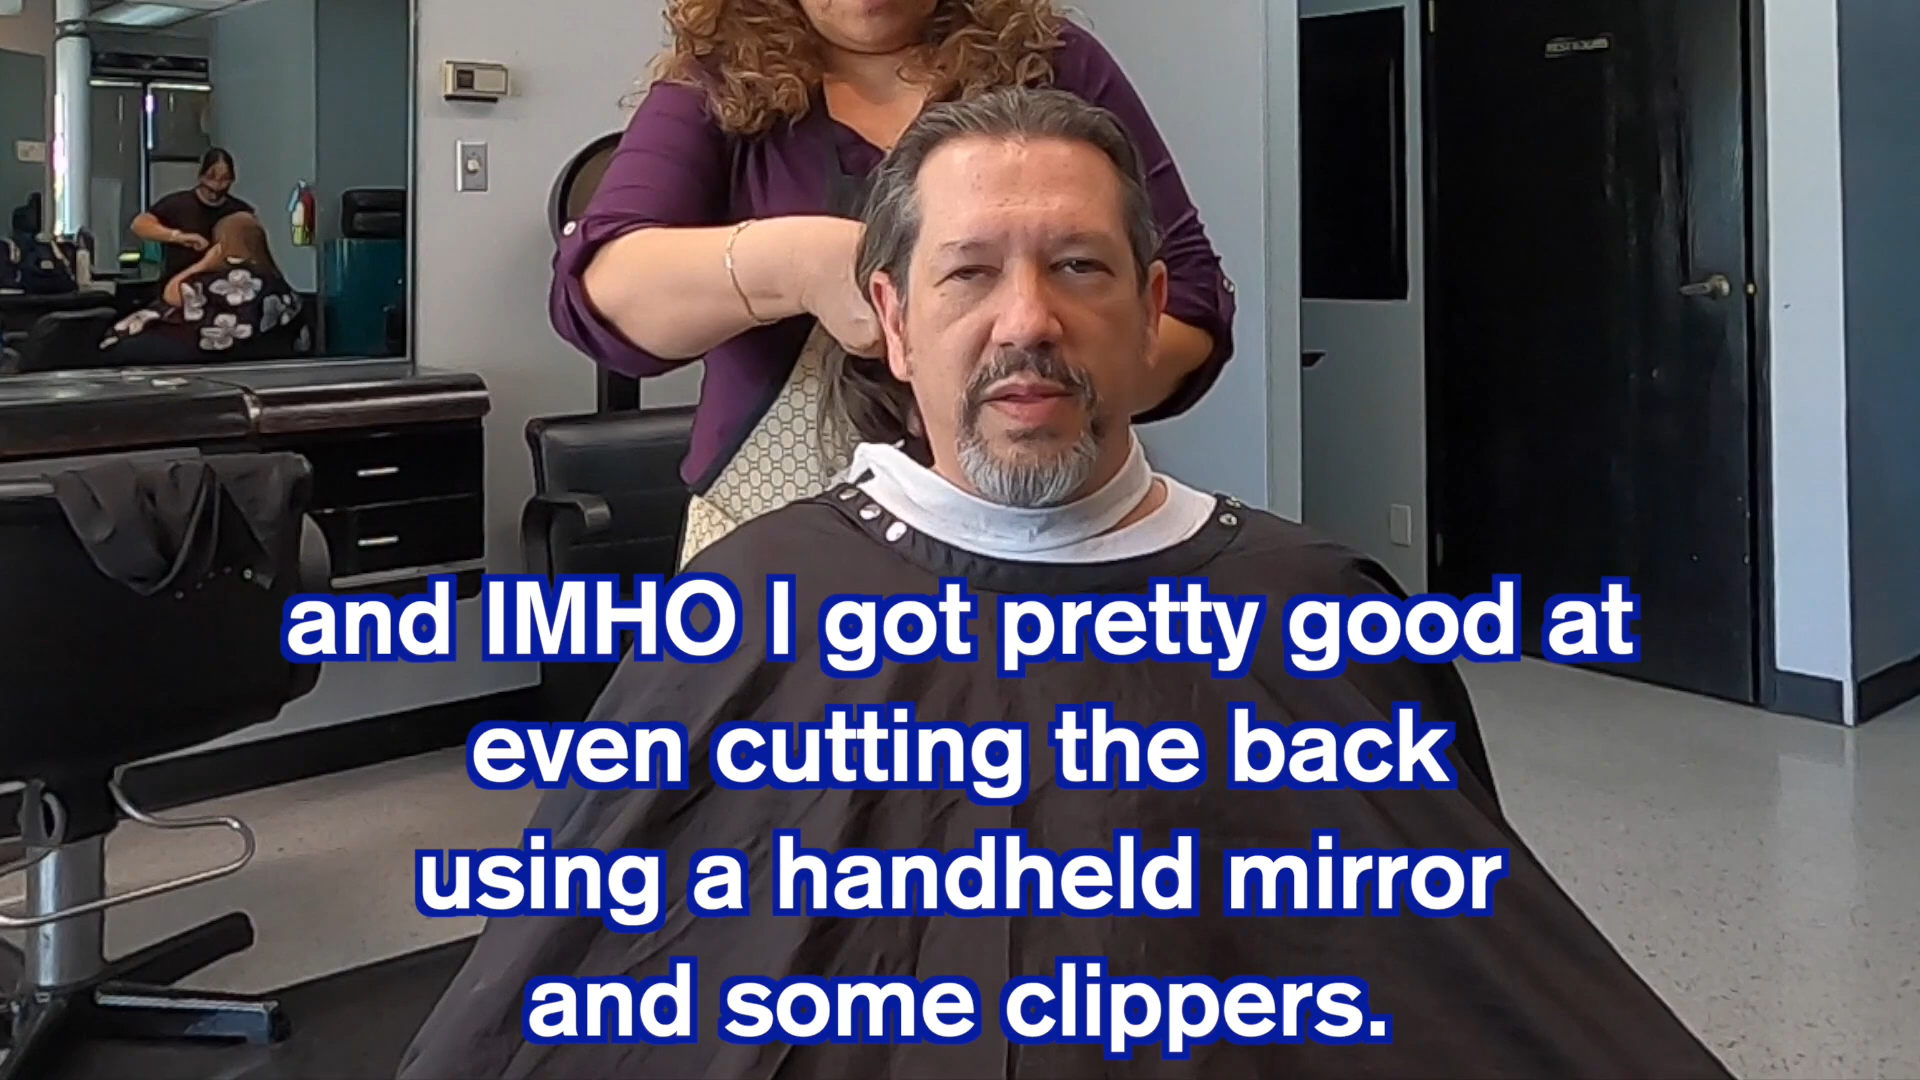 and IMHO I got pretty good at
even cutting the back
using a handheld mirror
and some clippers.